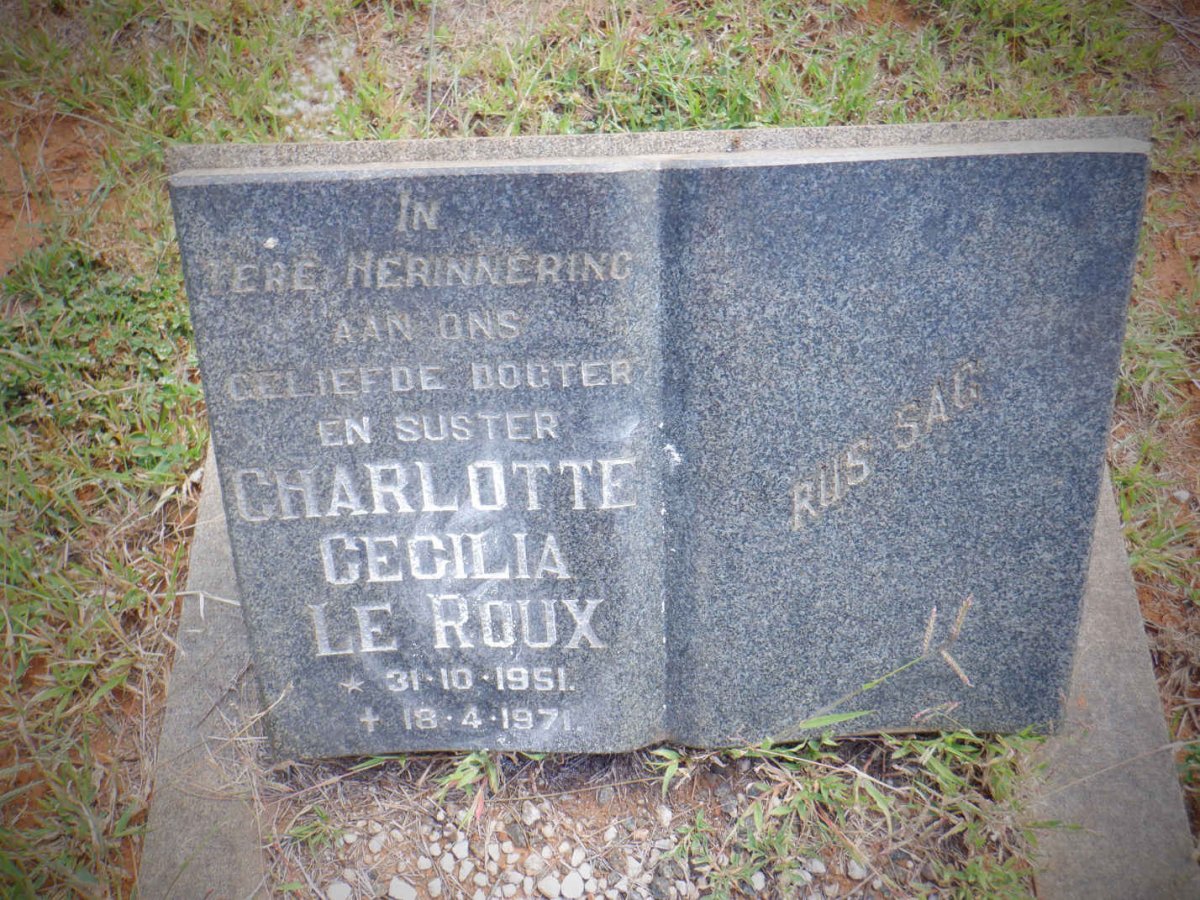 IN
TERE HERINNERING
AAN ONS
GELIEFDE DOGTER
EN SUSTER
CHARLOTTE
CECILIA
LE ROUX
* 31·10·1951.
+ 18·4·1971.
RUS SAG